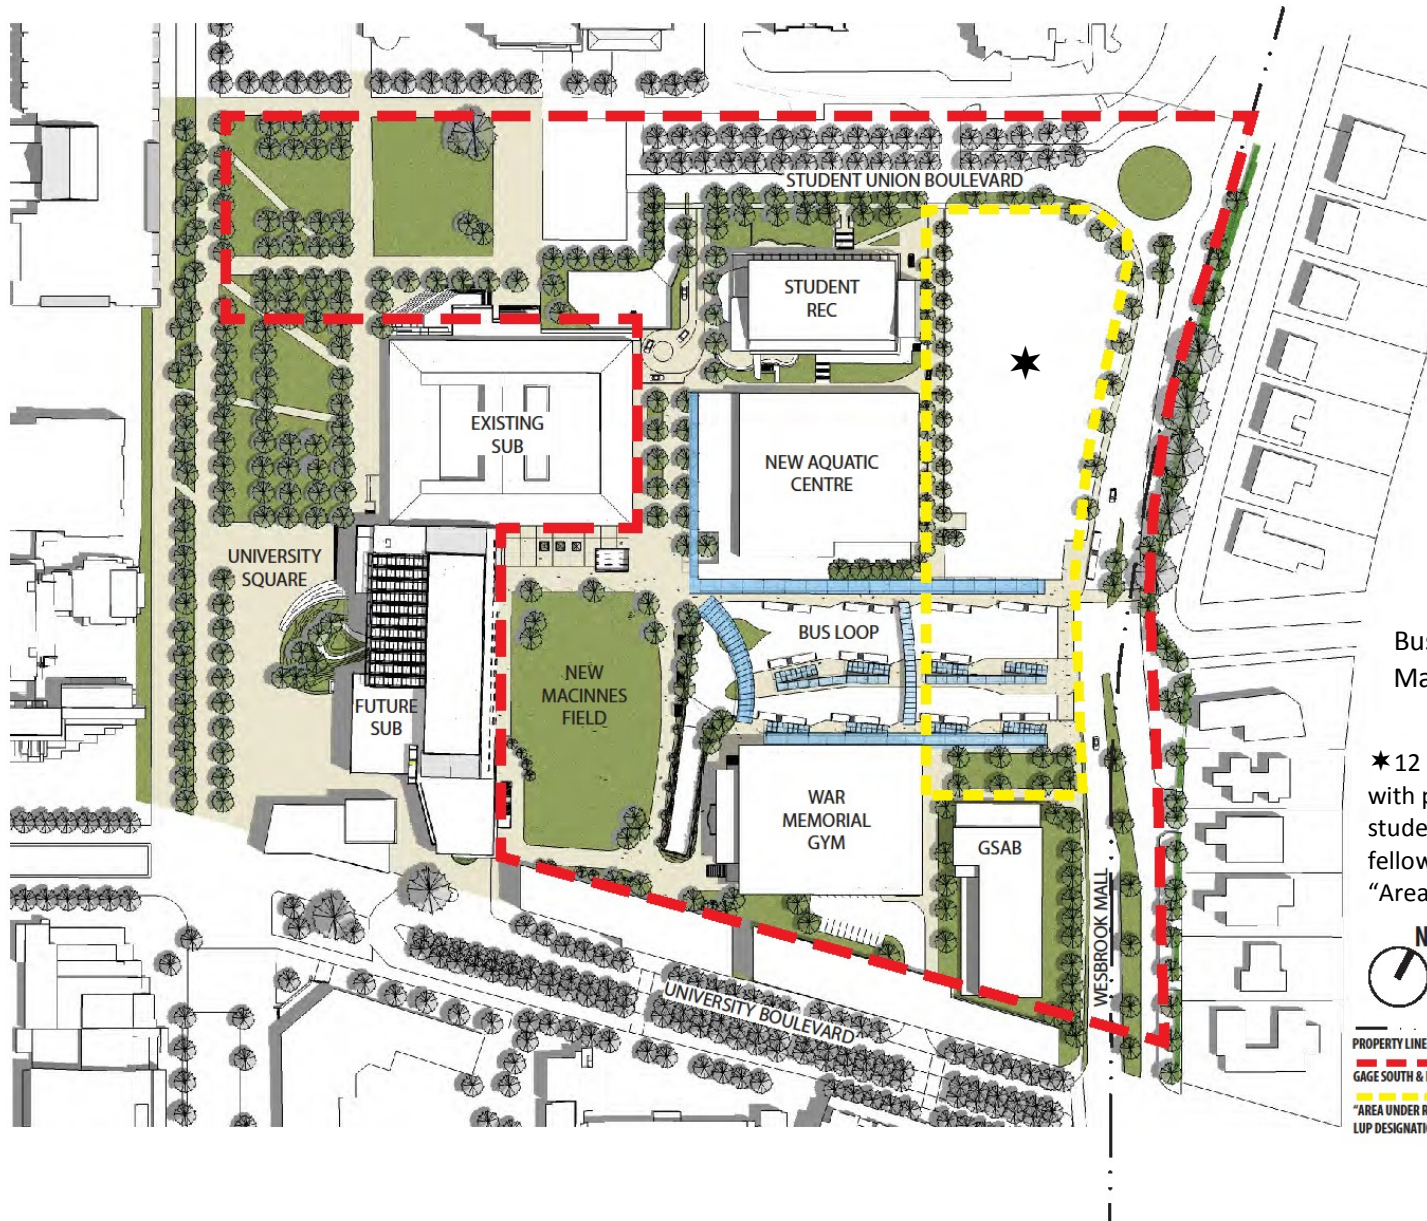 STUDENT UNION BOULEVARD
STUDENT
REC
EXISTING
SUB
NEW AQUATIC
CENTRE
UNIVERSITY
SQUARE
BUS LOOP
NEW
MACINNES
FIELD
FUTURE
SUB
WAR
MEMORIAL
GYM
GSAB
WESBROOK MALL
UNIVERSITY BOULEVARD
Bus
Ma
★12
with p
stude
fellow
“Area
N
PROPERTY LINE
GAGE SOUTH &
“AREA UNDER R
LUP DESIGNATIO